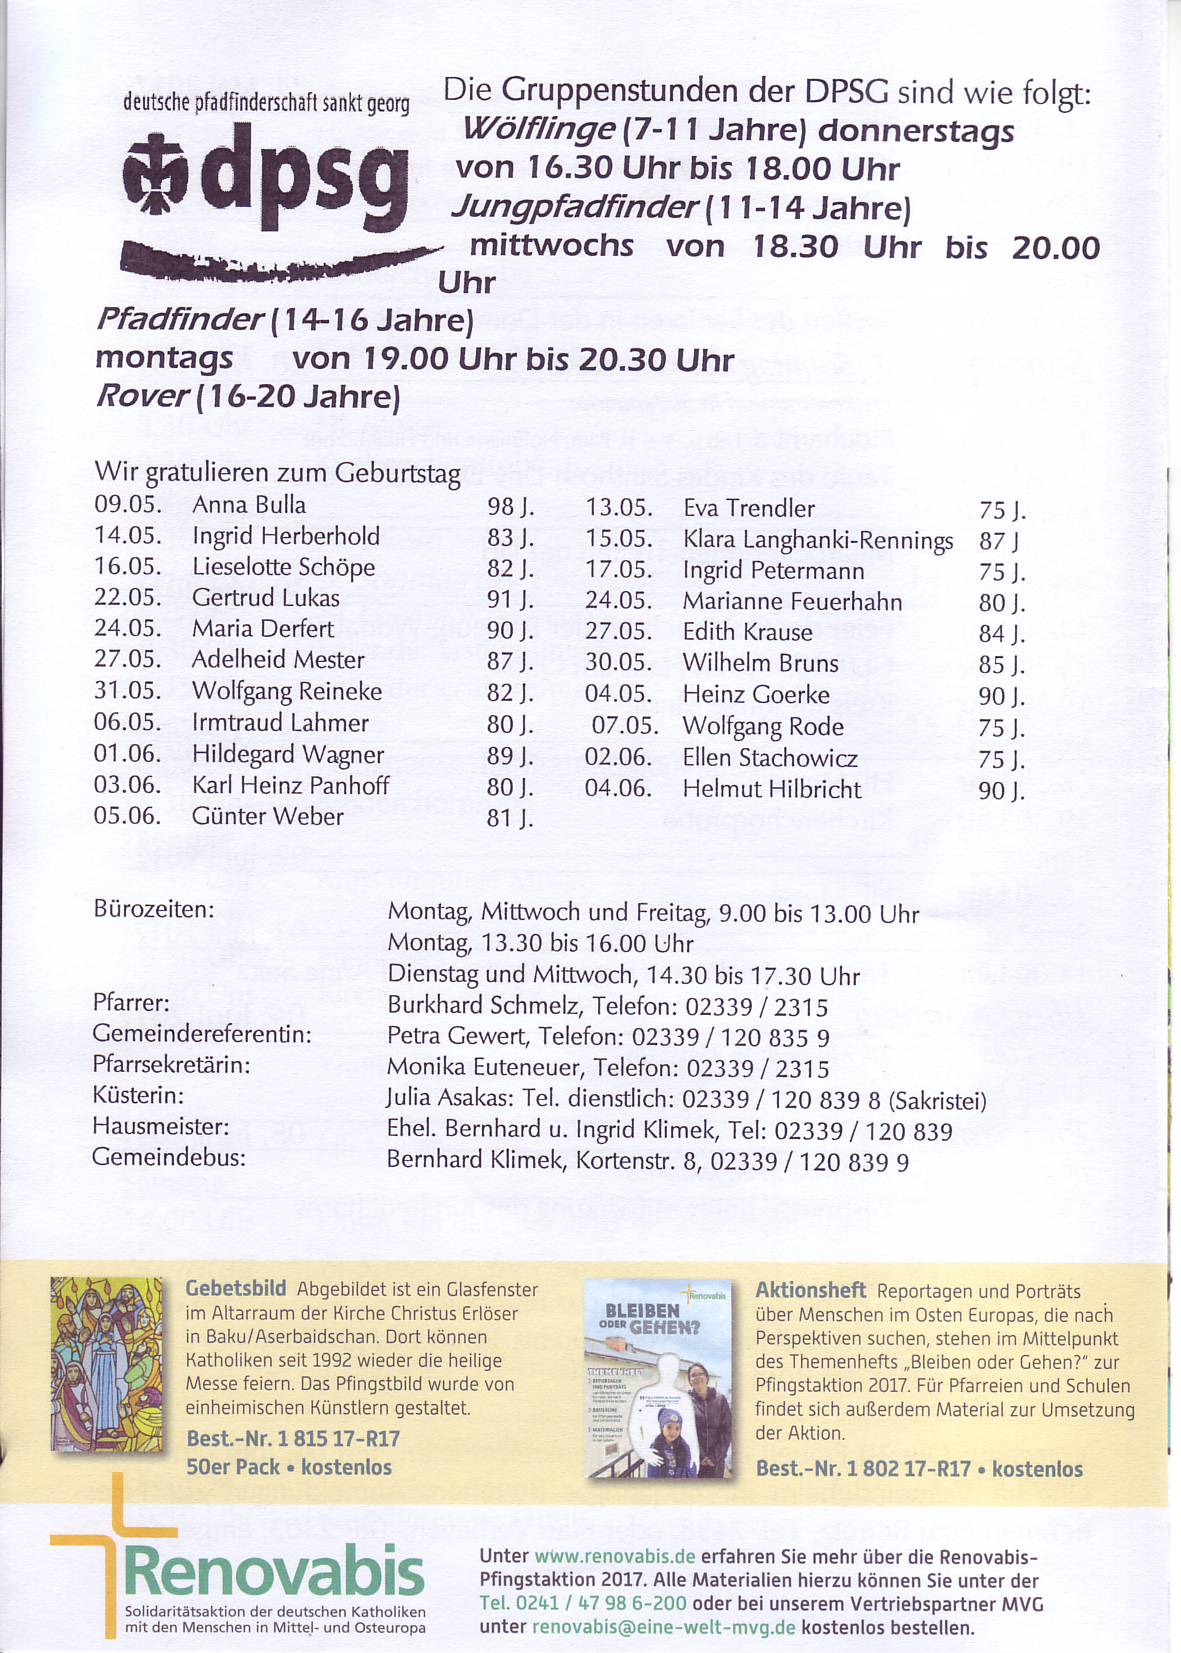 deutsche pfadfinderschaft sankt georg
dpsg
Die Gruppenstunden der DPSG sind wie folgt:
Wölflinge (7-11 Jahre) donnerstags
von 16.30 Uhr bis 18.00 Uhr
Jungpfadfinder (11-14 Jahre)
mittwochs von 18.30 Uhr bis 20.00
Uhr
Pfadfinder (14-16 Jahre)
montags von 19.00 Uhr bis 20.30 Uhr
Rover (16-20 Jahre)
Wir gratulieren zum Geburtstag
09.05. Anna Bulla 98 J. 13.05. Eva Trendler 75 J.
14.05. Ingrid Herberhold 83 J. 15.05. Klara Langhanki-Rennings 87 J
16.05. Lieselotte Schöpe 82 J. 17.05. Ingrid Petermann 75 J.
22.05. Gertrud Lukas 91 J. 24.05. Marianne Feuerhahn 80 J.
24.05. Maria Derfert 90 J. 27.05. Edith Krause 84 J.
27.05. Adelheid Mester 87 J. 30.05. Wilhelm Bruns 85 J.
31.05. Wolfgang Reineke 82 J. 04.05. Heinz Goerke 90 J.
06.05. Irmtraud Lahmer 80 J. 07.05. Wolfgang Rode 75 J.
01.06. Hildegard Wagner 89 J. 02.06. Ellen Stachowicz 75 J.
03.06. Karl Heinz Panhoff 80 J. 04.06. Helmut Hilbricht 90 J.
05.06. Günter Weber 81 J.
Bürozeiten: Montag, Mittwoch und Freitag, 9.00 bis 13.00 Uhr
Montag, 13.30 bis 16.00 Uhr
Dienstag und Mittwoch, 14.30 bis 17.30 Uhr
Pfarrer: Burkhard Schmelz, Telefon: 02339 / 2315
Gemeindereferentin: Petra Gewert, Telefon: 02339 / 120 835 9
Pfarrsekretärin: Monika Euteneuer, Telefon: 02339 / 2315
Küsterin: Julia Asakas: Tel. dienstlich: 02339 / 120 839 8 (Sakristei)
Hausmeister: Ehel. Bernhard u. Ingrid Klimek, Tel: 02339 / 120 839
Gemeindebus: Bernhard Klimek, Kortenstr. 8, 02339 / 120 839 9
Gebetsbild Abgebildet ist ein Glasfenster
im Altarraum der Kirche Christus Erlöser
in Baku/Aserbaidschan. Dort können
Katholiken seit 1992 wieder die heilige
Messe feiern. Das Pfingstbild wurde von
einheimischen Künstlern gestaltet.
Best.-Nr. 1 815 17-R17
50er Pack • kostenlos
Renovabis
BLEIBEN
ODER GEHEN?
THEMENHEFT
Aktionsheft Reportagen und Porträts
über Menschen im Osten Europas, die nach
Perspektiven suchen, stehen im Mittelpunkt
des Themenhefts „Bleiben oder Gehen?" zur
Pfingstaktion 2017. Für Pfarreien und Schulen
findet sich außerdem Material zur Umsetzung
der Aktion.
Best.-Nr. 1 802 17-R17 • kostenlos
Renovabis
Solidaritätsaktion der deutschen Katholiken
mit den Menschen in Mittel- und Osteuropa
Unter www.renovabis.de erfahren Sie mehr über die Renovabis-
Pfingstaktion 2017. Alle Materialien hierzu können Sie unter der
Tel. 0241 / 47 98 6-200 oder bei unserem Vertriebspartner MVG
unter renovabis@eine-welt-mvg.de kostenlos bestellen.